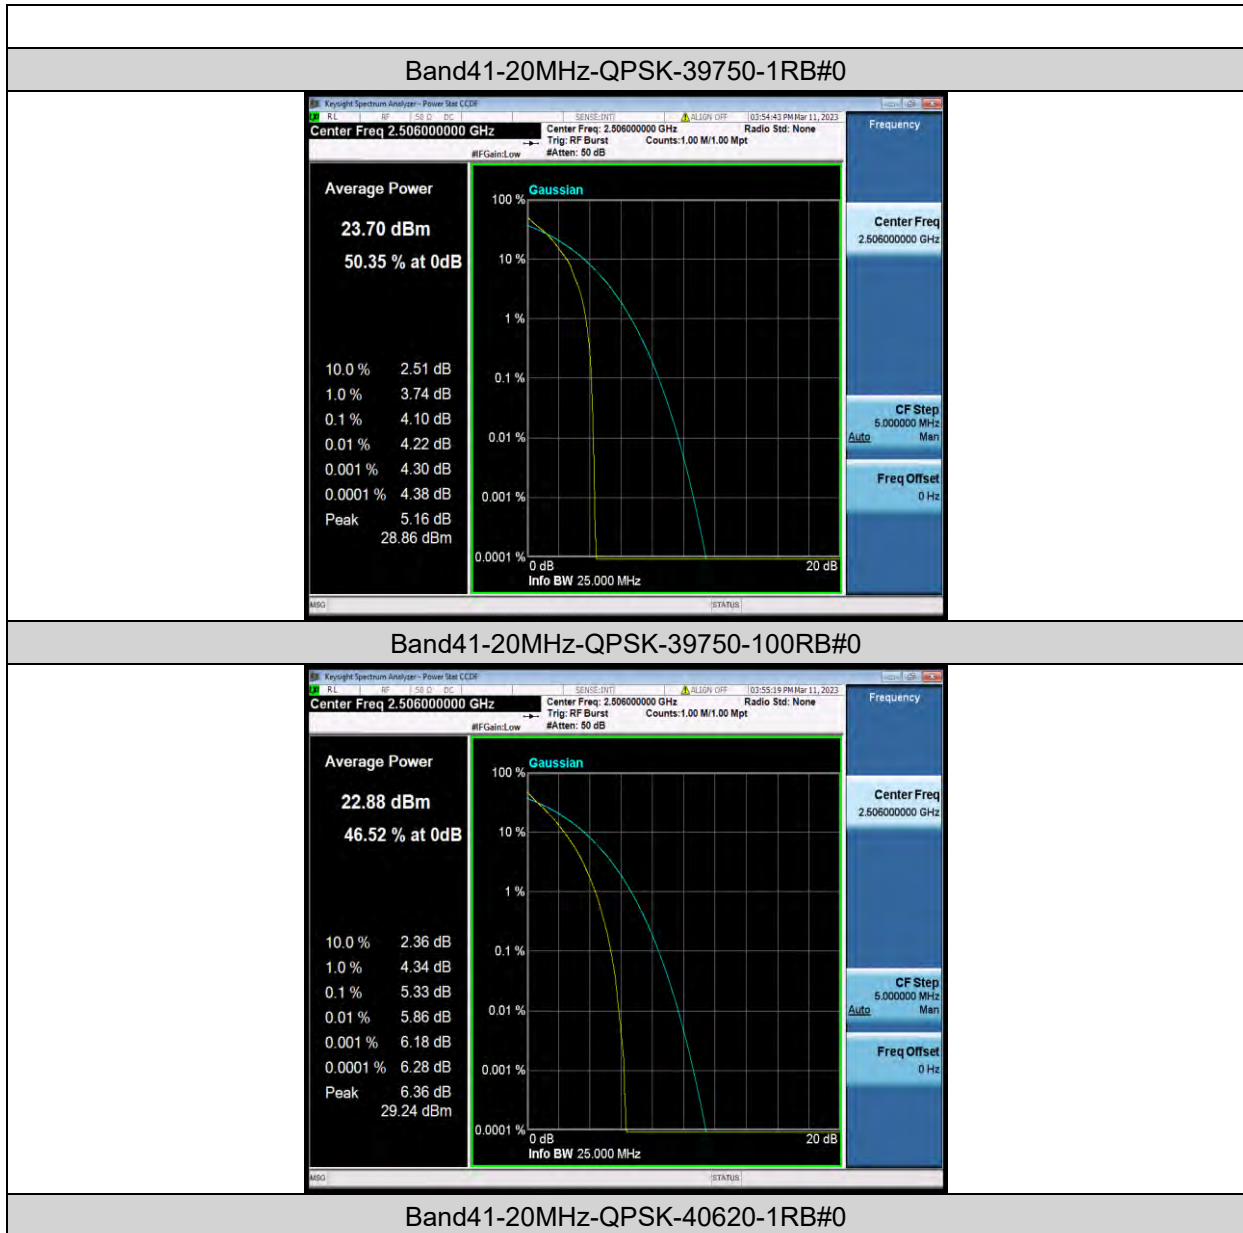 Band41-20MHz-QPSK-39750-1RB#0
Keysight Spectrum Analyzer - Power Stat CCDF
RL RF 50 Ω DC SENSE:INT ALIGN OFF 03:54:43 PM Mar 11, 2023
Center Freq 2.506000000 GHz
Center Freq: 2.506000000 GHz Radio Std: None
Trig: RF Burst Counts:1.00 M/1.00 Mpt
#IFGain:Low #Atten: 50 dB
Frequency
Average Power
23.70 dBm
50.35 % at 0dB
10.0 % 2.51 dB
1.0 % 3.74 dB
0.1 % 4.10 dB
0.01 % 4.22 dB
0.001 % 4.30 dB
0.0001 % 4.38 dB
Peak 5.16 dB
28.86 dBm
Gaussian
100 %
10 %
1 %
0.1 %
0.01 %
0.001 %
0.0001 %
0 dB 20 dB
Info BW 25.000 MHz
Center Freq
2.506000000 GHz
CF Step
5.000000 MHz
Auto Man
Freq Offset
0 Hz
MSG STATUS
Band41-20MHz-QPSK-39750-100RB#0
Keysight Spectrum Analyzer - Power Stat CCDF
RL RF 50 Ω DC SENSE:INT ALIGN OFF 03:55:19 PM Mar 11, 2023
Center Freq 2.506000000 GHz
Center Freq: 2.506000000 GHz Radio Std: None
Trig: RF Burst Counts:1.00 M/1.00 Mpt
#IFGain:Low #Atten: 50 dB
Frequency
Average Power
22.88 dBm
46.52 % at 0dB
10.0 % 2.36 dB
1.0 % 4.34 dB
0.1 % 5.33 dB
0.01 % 5.86 dB
0.001 % 6.18 dB
0.0001 % 6.28 dB
Peak 6.36 dB
29.24 dBm
Gaussian
100 %
10 %
1 %
0.1 %
0.01 %
0.001 %
0.0001 %
0 dB 20 dB
Info BW 25.000 MHz
Center Freq
2.506000000 GHz
CF Step
5.000000 MHz
Auto Man
Freq Offset
0 Hz
MSG STATUS
Band41-20MHz-QPSK-40620-1RB#0